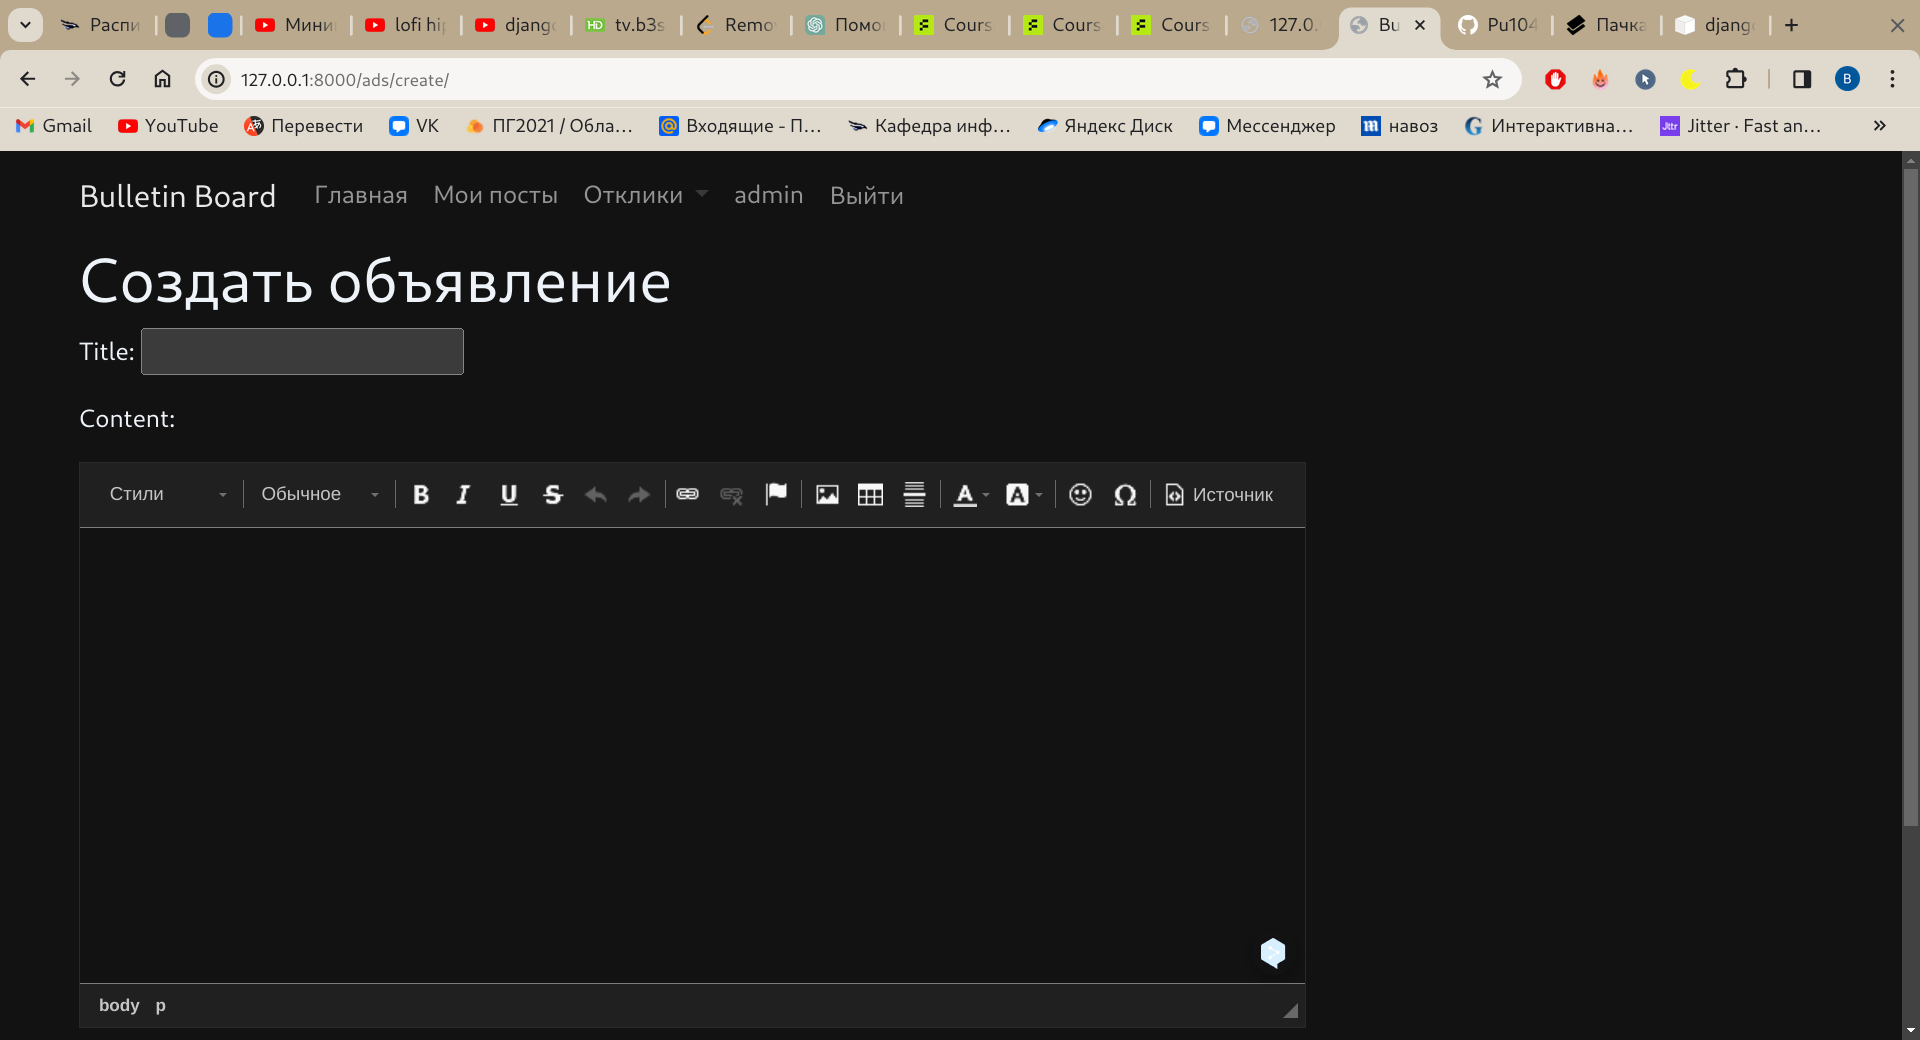 Распи
Мини
lofi hi
djang
tv.b3s
Remo
Помо
Cours
Cours
Cours
127.0.
Bu
Pu104
Пачка
djang
127.0.0.1:8000/ads/create/
B
Gmail
YouTube
Перевести
VK
ПГ2021 / Обла...
Входящие - П...
Кафедра инф...
Яндекс Диск
Мессенджер
навоз
Интерактивна...
Jitter · Fast an...
Bulletin Board Главная Мои посты Отклики admin Выйти
Создать объявление
Title:
Content:
Стили Обычное Источник
body p